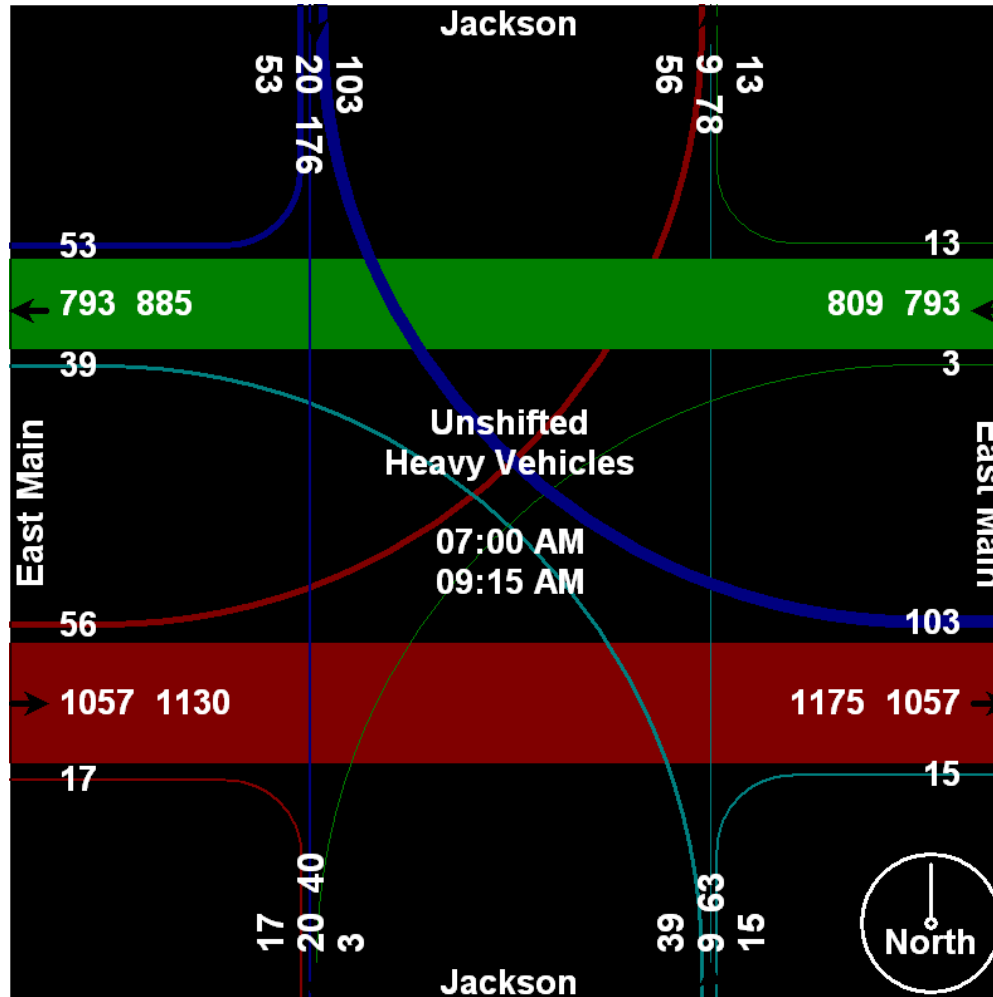 Jackson
53
20 176
103
56
9 78
13
53
13
793 885
809 793
39
3
Unshifted
Heavy Vehicles
East Main
East Main
07:00 AM
09:15 AM
56
103
1057 1130
1175 1057
17
15
17
20 40
3
39
9 63
15
North
Jackson